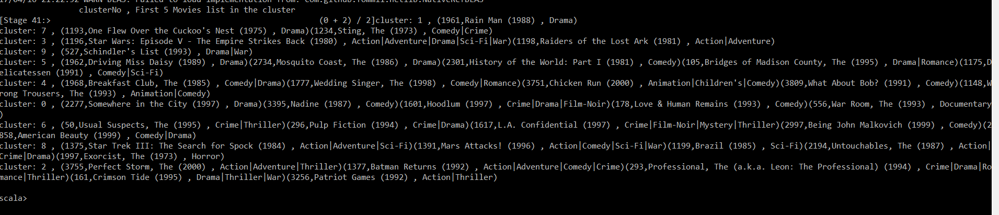 17/04/16 21:22:52 WARN BLAS: Failed to load implementation from: com.github.fommil.netlib.NativeRefBLAS
clusterNo , First 5 Movies list in the cluster
[Stage 41:> (0 + 2) / 2]cluster: 1 , (1961,Rain Man (1988) , Drama)
cluster: 7 , (1193,One Flew Over the Cuckoo's Nest (1975) , Drama)(1234,Sting, The (1973) , Comedy|Crime)
cluster: 3 , (1196,Star Wars: Episode V - The Empire Strikes Back (1980) , Action|Adventure|Drama|Sci-Fi|War)(1198,Raiders of the Lost Ark (1981) , Action|Adventure)
cluster: 9 , (527,Schindler's List (1993) , Drama|War)
cluster: 5 , (1962,Driving Miss Daisy (1989) , Drama)(2734,Mosquito Coast, The (1986) , Drama)(2301,History of the World: Part I (1981) , Comedy)(105,Bridges of Madison County, The (1995) , Drama|Romance)(1175,D
elicatessen (1991) , Comedy|Sci-Fi)
cluster: 4 , (1968,Breakfast Club, The (1985) , Comedy|Drama)(1777,Wedding Singer, The (1998) , Comedy|Romance)(3751,Chicken Run (2000) , Animation|Children's|Comedy)(3809,What About Bob? (1991) , Comedy)(1148,W
rong Trousers, The (1993) , Animation|Comedy)
cluster: 0 , (2277,Somewhere in the City (1997) , Drama)(3395,Nadine (1987) , Comedy)(1601,Hoodlum (1997) , Crime|Drama|Film-Noir)(178,Love & Human Remains (1993) , Comedy)(556,War Room, The (1993) , Documentary
)
cluster: 6 , (50,Usual Suspects, The (1995) , Crime|Thriller)(296,Pulp Fiction (1994) , Crime|Drama)(1617,L.A. Confidential (1997) , Crime|Film-Noir|Mystery|Thriller)(2997,Being John Malkovich (1999) , Comedy)(2
858,American Beauty (1999) , Comedy|Drama)
cluster: 8 , (1375,Star Trek III: The Search for Spock (1984) , Action|Adventure|Sci-Fi)(1391,Mars Attacks! (1996) , Action|Comedy|Sci-Fi|War)(1199,Brazil (1985) , Sci-Fi)(2194,Untouchables, The (1987) , Action|
Crime|Drama)(1997,Exorcist, The (1973) , Horror)
cluster: 2 , (3755,Perfect Storm, The (2000) , Action|Adventure|Thriller)(1377,Batman Returns (1992) , Action|Adventure|Comedy|Crime)(293,Professional, The (a.k.a. Leon: The Professional) (1994) , Crime|Drama|Ro
mance|Thriller)(161,Crimson Tide (1995) , Drama|Thriller|War)(3256,Patriot Games (1992) , Action|Thriller)
scala>